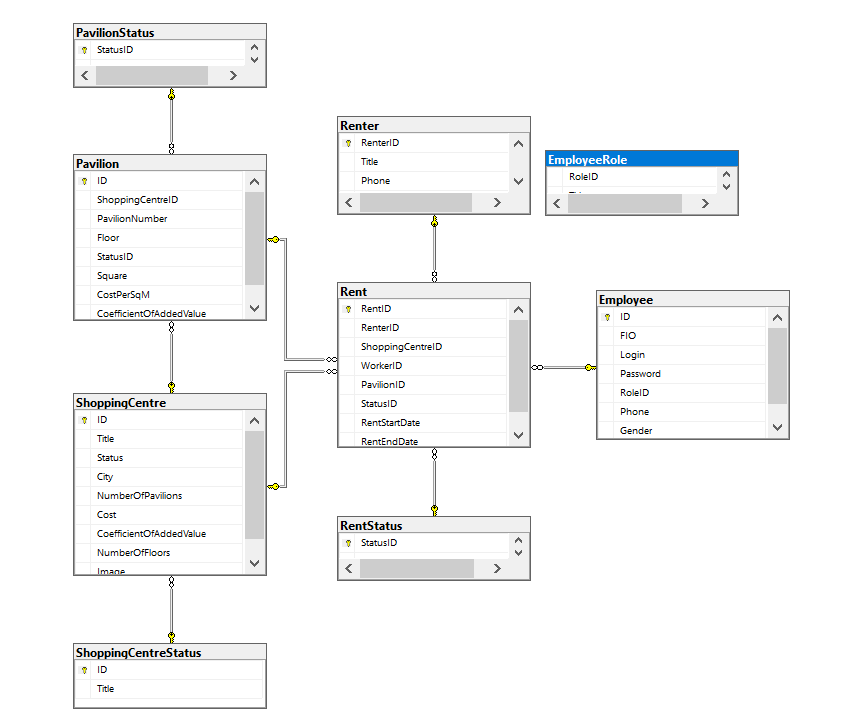 PavilionStatus
StatusID
Pavilion
ID
ShoppingCentreID
PavilionNumber
Floor
StatusID
Square
CostPerSqM
CoefficientOfAddedValue
ShoppingCentre
ID
Title
Status
City
NumberOfPavilions
Cost
CoefficientOfAddedValue
NumberOfFloors
Image
ShoppingCentreStatus
ID
Title
Renter
RenterID
Title
Phone
Rent
RentID
RenterID
ShoppingCentreID
WorkerID
PavilionID
StatusID
RentStartDate
RentEndDate
RentStatus
StatusID
EmployeeRole
RoleID
Employee
ID
FIO
Login
Password
RoleID
Phone
Gender